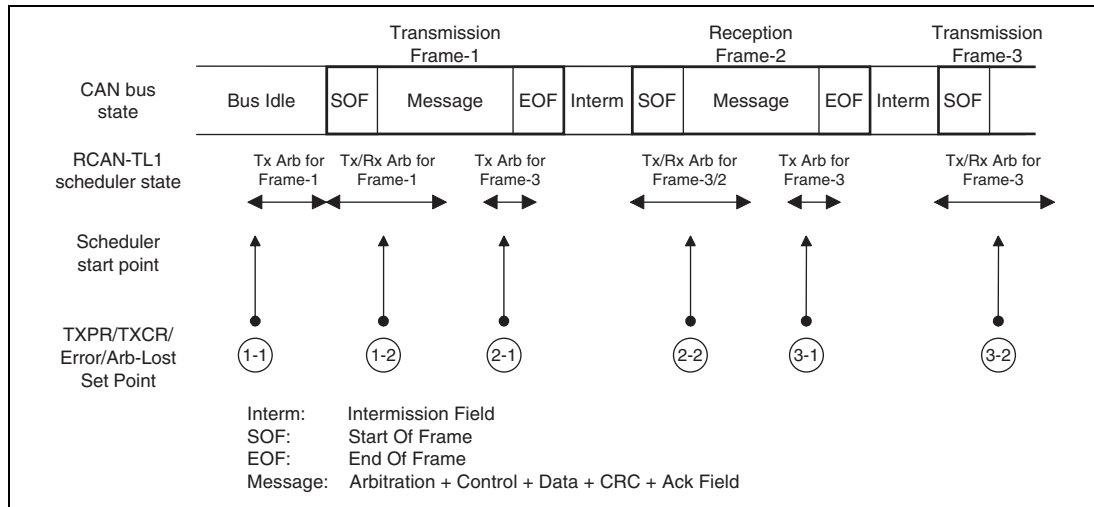 Transmission Reception Transmission
Frame-1 Frame-2 Frame-3
CAN bus
state
Bus Idle SOF Message EOF Interm SOF Message EOF Interm SOF
RCAN-TL1
scheduler state
Tx Arb for Tx/Rx Arb for Tx Arb for Tx/Rx Arb for Tx Arb for Tx/Rx Arb for
Frame-1 Frame-1 Frame-3 Frame-3/2 Frame-3 Frame-3
Scheduler
start point
TXPR/TXCR/
Error/Arb-Lost
Set Point
1-1 1-2 2-1 2-2 3-1 3-2
Interm: Intermission Field
SOF: Start Of Frame
EOF: End Of Frame
Message: Arbitration + Control + Data + CRC + Ack Field